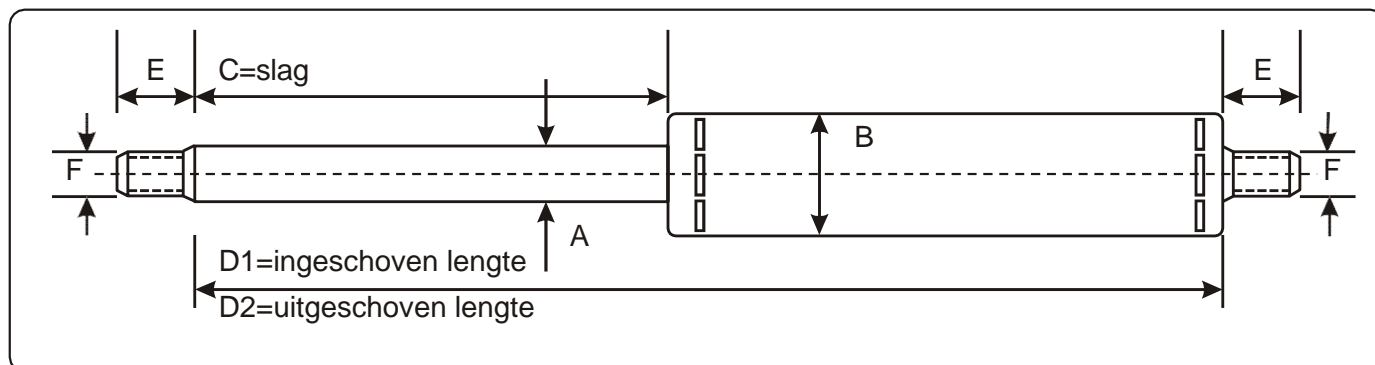 E C=slag E
F B F
A
D1=ingeschoven lengte
D2=uitgeschoven lengte